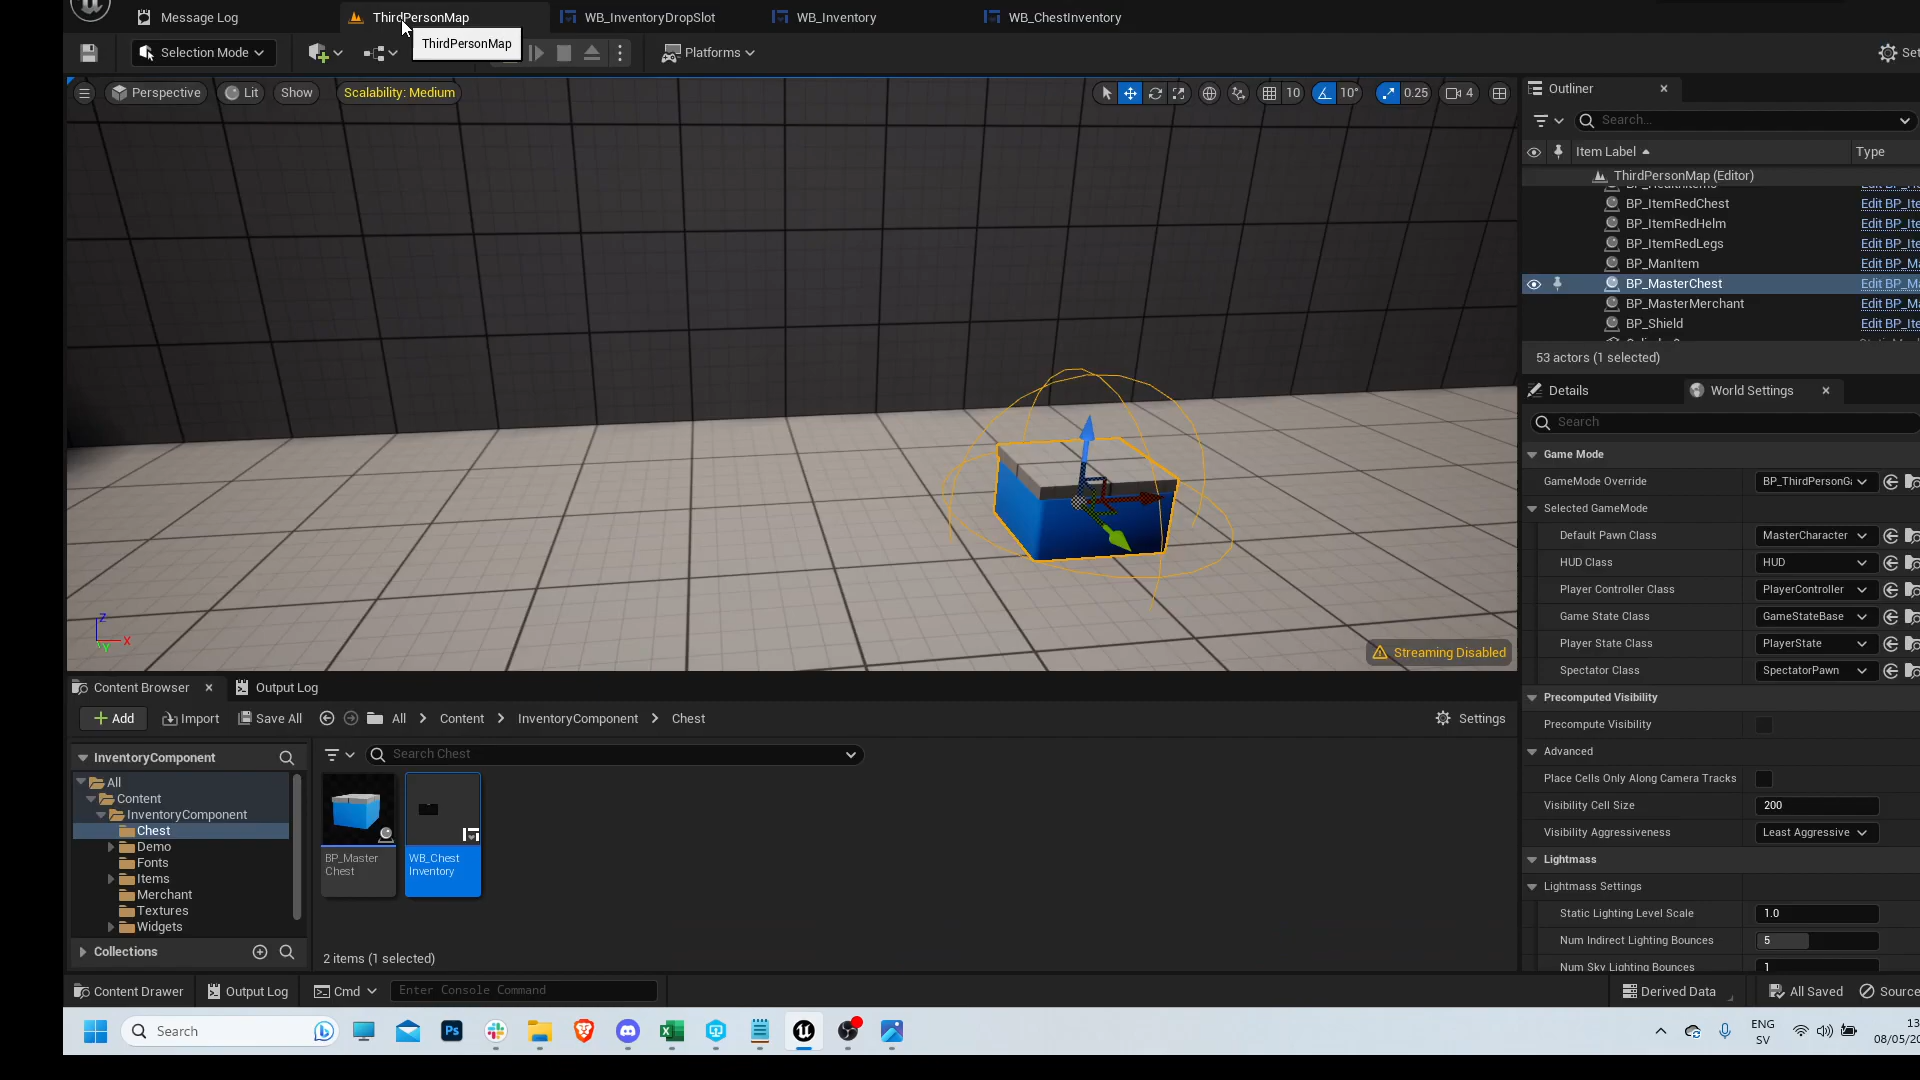 Message Log
ThirdPersonMap
WB_InventoryDropSlot
WB_Inventory
WB_ChestInventory
Selection Mode
ThirdPersonMap
Platforms
Perspective
Lit
Show
Scalability: Medium
10
10°
0.25
4
Outliner
Search...
Item Label
Type
ThirdPersonMap (Editor)
BP_ItemRedChest
Edit BP_Ite
BP_ItemRedHelm
Edit BP_Ite
BP_ItemRedLegs
Edit BP_Ite
BP_ManItem
Edit BP_Ma
BP_MasterChest
Edit BP_Ma
BP_MasterMerchant
Edit BP_Ma
BP_Shield
Edit BP_Ite
53 actors (1 selected)
Details
World Settings
Search
Game Mode
GameMode Override
BP_ThirdPersonGa
Selected GameMode
Default Pawn Class
MasterCharacter
HUD Class
HUD
Player Controller Class
PlayerController
Game State Class
GameStateBase
Player State Class
PlayerState
Spectator Class
SpectatorPawn
Precomputed Visibility
Precompute Visibility
Advanced
Place Cells Only Along Camera Tracks
Visibility Cell Size
200
Visibility Aggressiveness
Least Aggressive
Lightmass
Lightmass Settings
Static Lighting Level Scale
1.0
Num Indirect Lighting Bounces
5
Num Sky Lighting Bounces
1
Z
X
Y
Streaming Disabled
Content Browser
Output Log
Add
Import
Save All
All
Content
InventoryComponent
Chest
Settings
InventoryComponent
Search Chest
All
Content
InventoryComponent
Chest
Demo
Fonts
Items
Merchant
Textures
Widgets
Collections
BP_Master
Chest
WB_Chest
Inventory
2 items (1 selected)
Content Drawer
Output Log
Cmd
Enter Console Command
Derived Data
All Saved
Source
Search
Ps
ENG
SV
13
08/05/20